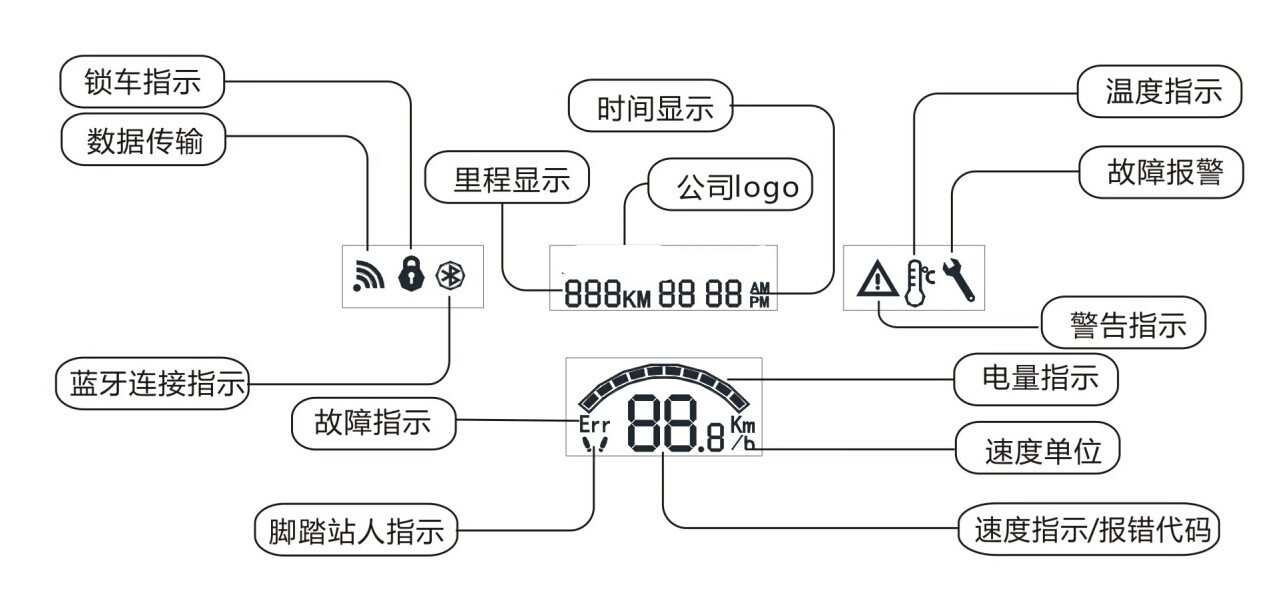 锁车指示
数据传输
里程显示
时间显示
公司logo
温度指示
故障报警
888KM 88 88 AM
PM
℃
警告指示
蓝牙连接指示
电量指示
故障指示
Err
88.8 Km
/h
速度单位
脚踏站人指示
速度指示/报错代码